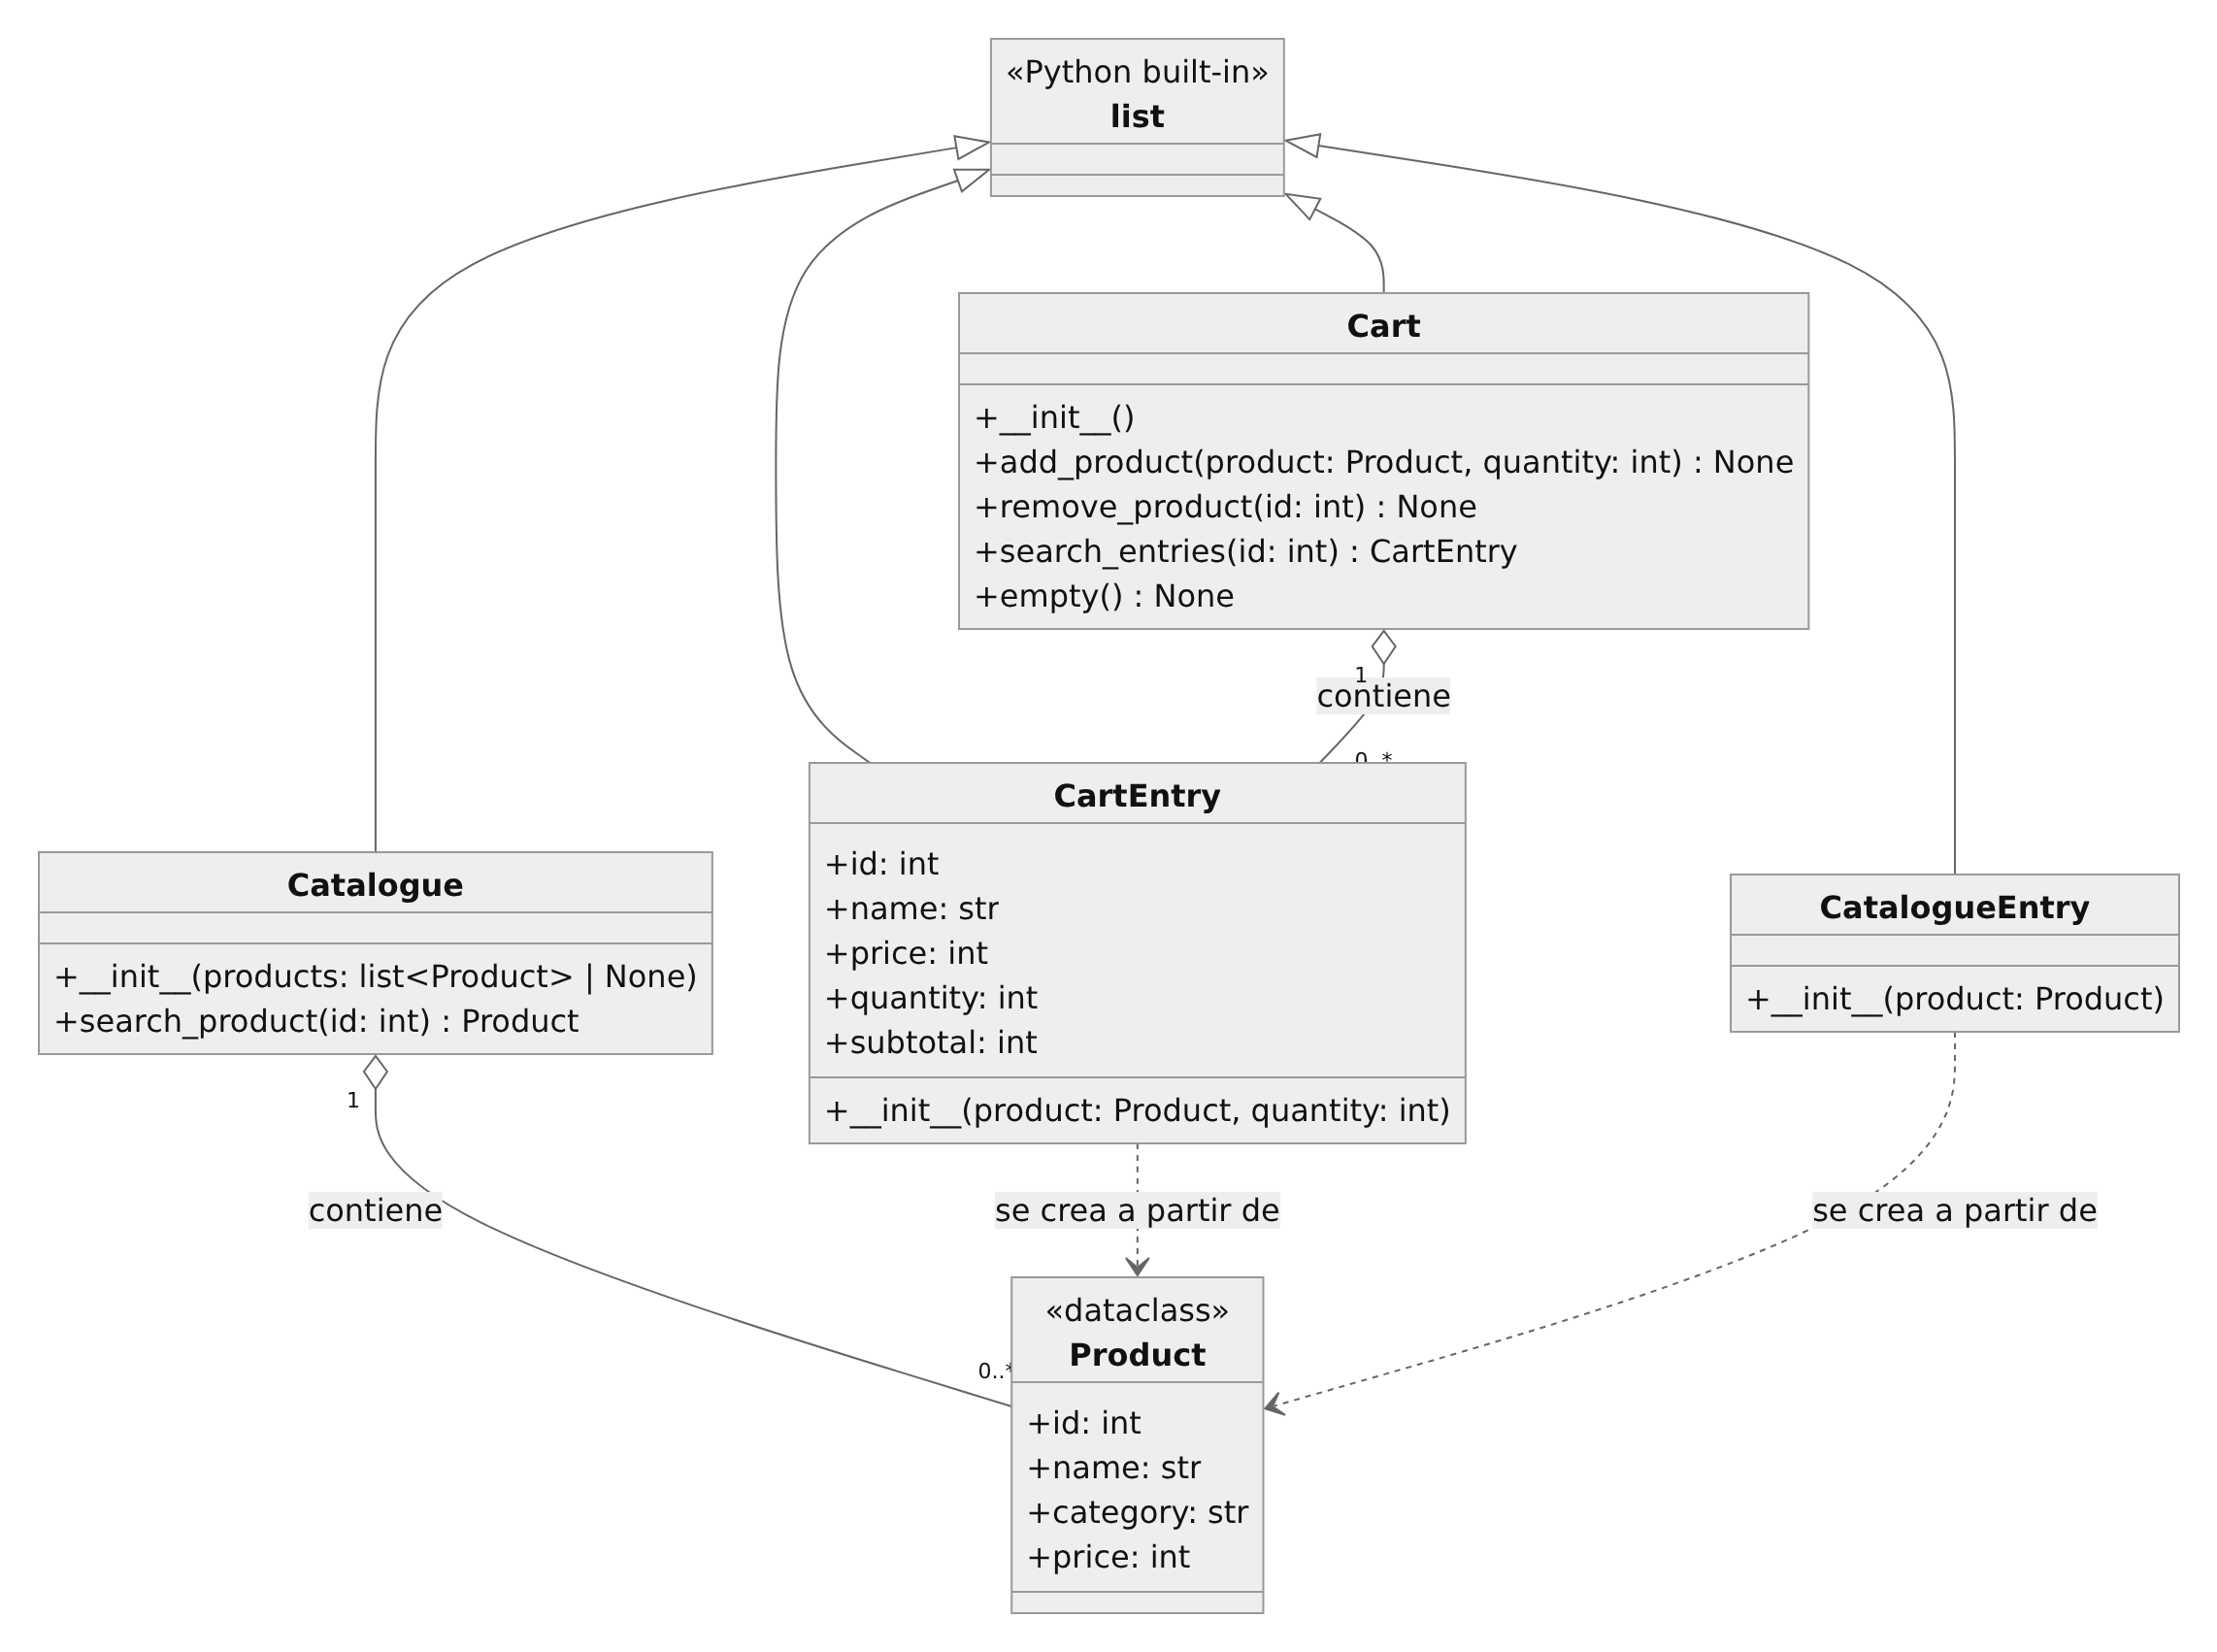 «Python built-in»
list
Cart
+__init__()
+add_product(product: Product, quantity: int) : None
+remove_product(id: int) : None
+search_entries(id: int) : CartEntry
+empty() : None
1
contiene
0..*
CartEntry
+id: int
+name: str
+price: int
+quantity: int
+subtotal: int
+__init__(product: Product, quantity: int)
Catalogue
+__init__(products: list<Product> | None)
+search_product(id: int) : Product
CatalogueEntry
+__init__(product: Product)
1
contiene
se crea a partir de
se crea a partir de
0..*
«dataclass»
Product
+id: int
+name: str
+category: str
+price: int